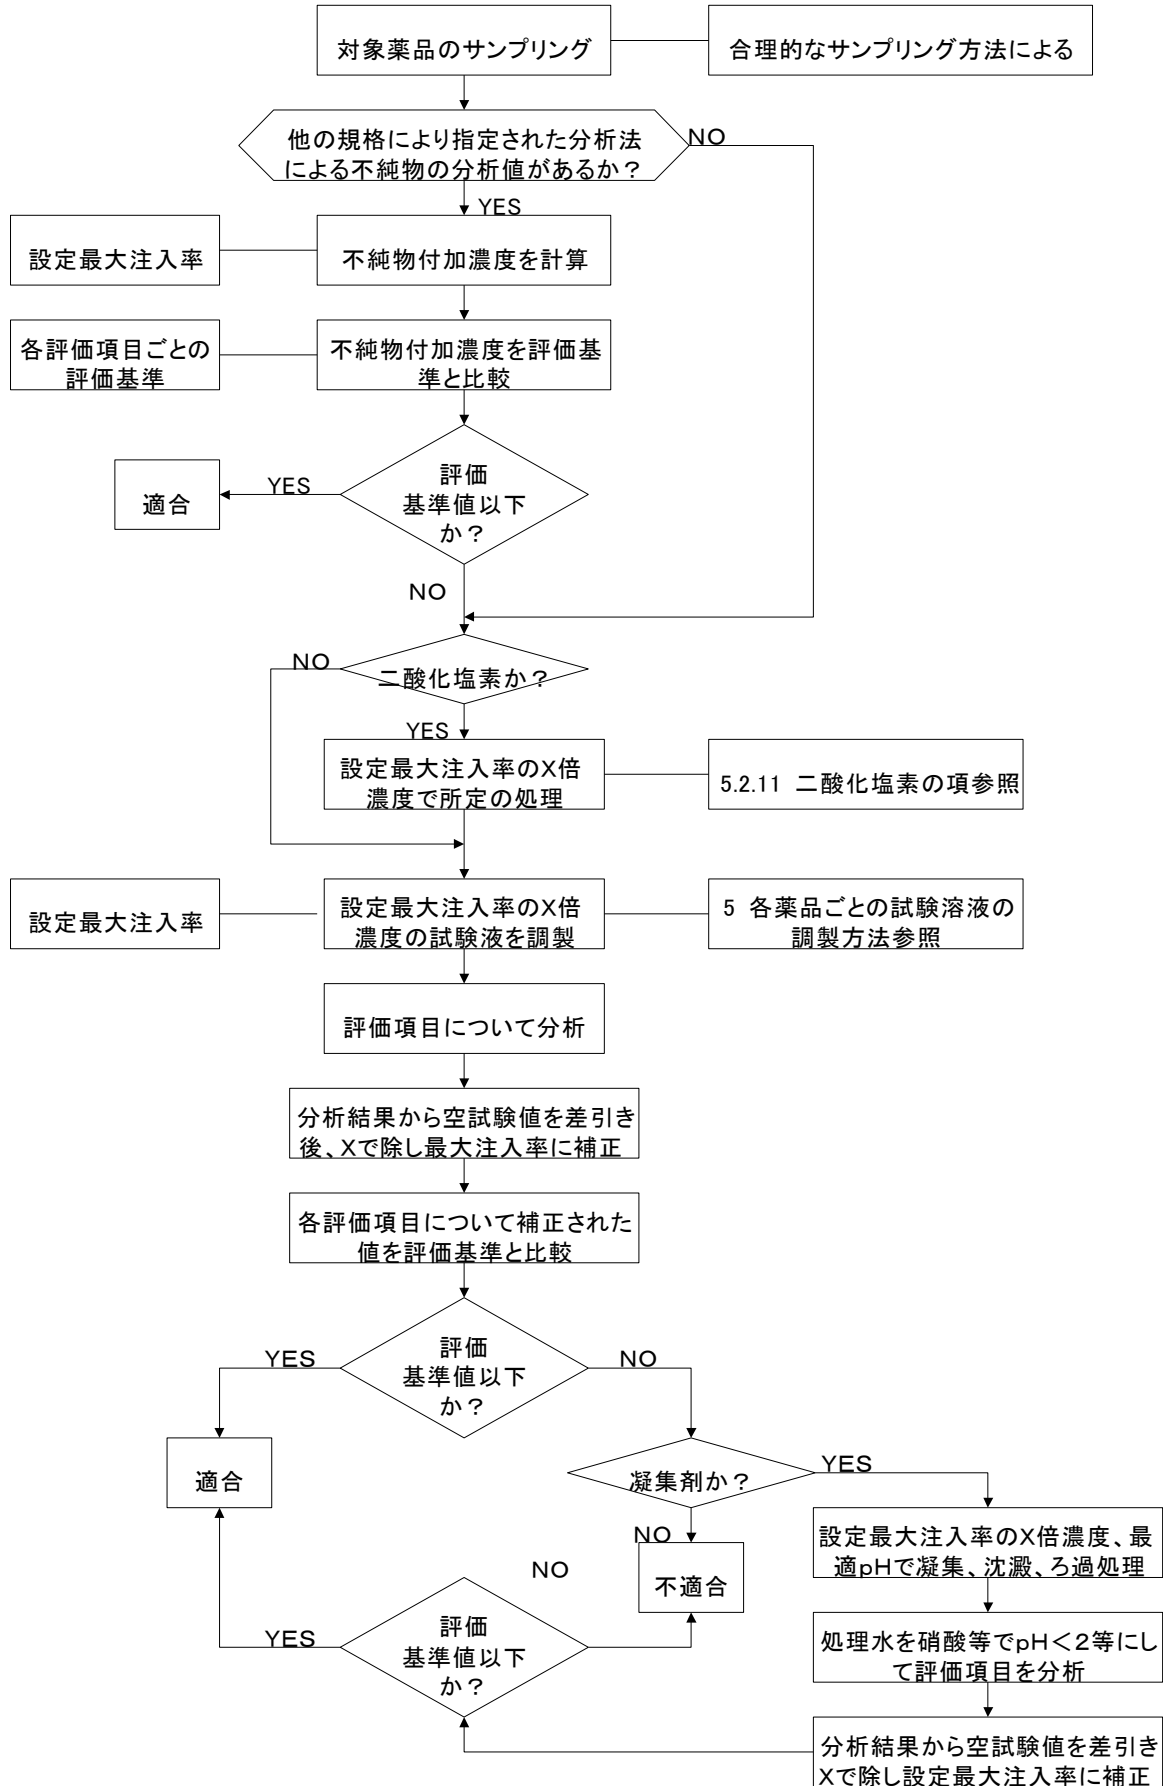 対象薬品のサンプリング
合理的なサンプリング方法による
他の規格により指定された分析法
による不純物の分析値があるか？
NO
YES
設定最大注入率
不純物付加濃度を計算
各評価項目ごとの
評価基準
不純物付加濃度を評価基
準と比較
評価
基準値以下
か？
YES
適合
NO
二酸化塩素か？
NO
YES
設定最大注入率のX倍
濃度で所定の処理
5.2.11 二酸化塩素の項参照
設定最大注入率
設定最大注入率のX倍
濃度の試験液を調製
5 各薬品ごとの試験溶液の
調製方法参照
評価項目について分析
分析結果から空試験値を差引き
後、Xで除し最大注入率に補正
各評価項目について補正された
値を評価基準と比較
評価
基準値以下
か？
YES
NO
適合
凝集剤か？
YES
NO
設定最大注入率のX倍濃度、最
適pHで凝集、沈澱、ろ過処理
不適合
NO
評価
基準値以下
か？
YES
処理水を硝酸等でpH＜2等にし
て評価項目を分析
分析結果から空試験値を差引き
Xで除し設定最大注入率に補正